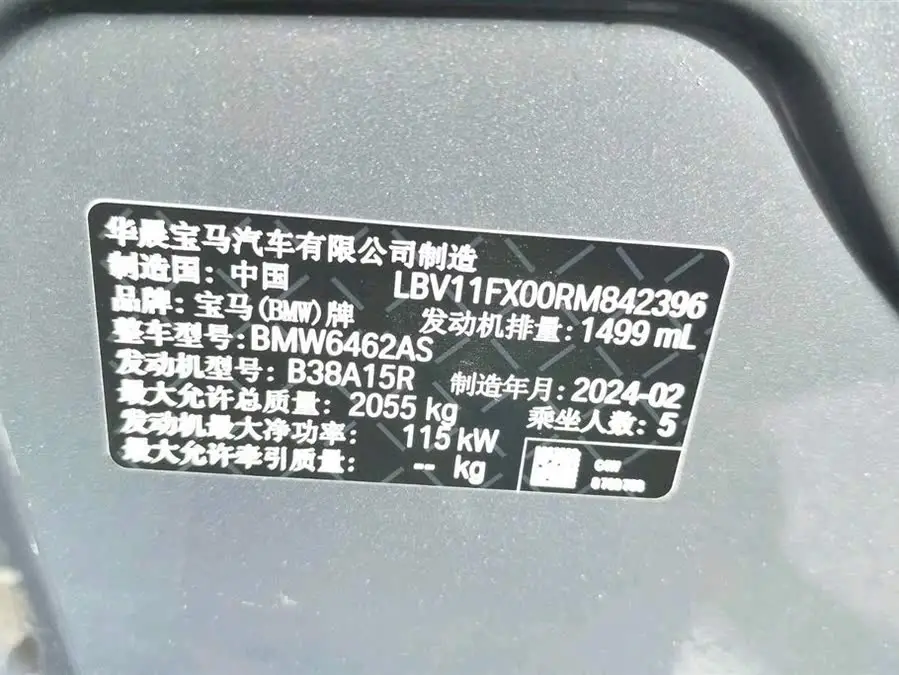 华晨宝马汽车有限公司制造
制造国：中国 LBV11FX00RM842396
品牌：宝马(BMW)牌 发动机排量：1499 mL
整车型号：BMW6462AS
发动机型号：B38A15R 制造年月：2024-02
最大允许总质量：2055 kg 乘坐人数：5
发动机最大净功率：115 kW
最大允许牵引质量：-- kg